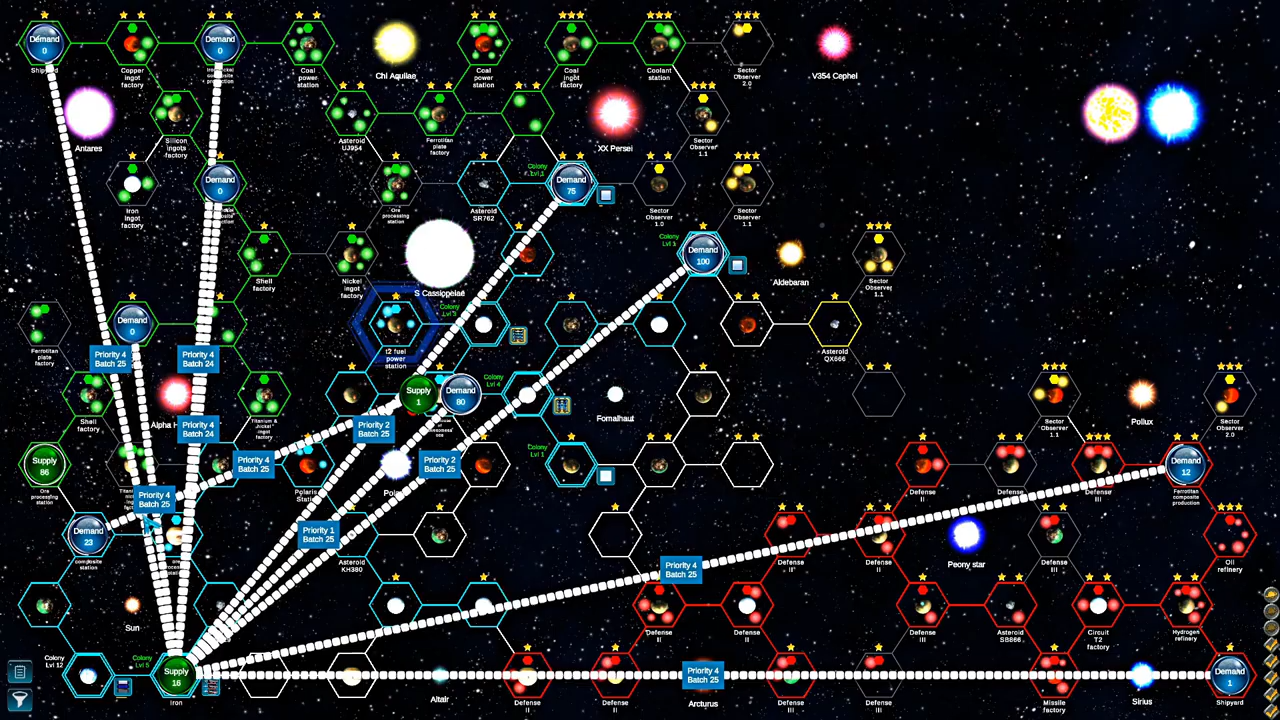 Demand
0
Shipyard
Copper
ingot
factory
Demand
0
Coal
power
station
Chi Aquilae
Coal
power
station
Coal
ingot
factory
Coolant
station
Sector
Observer
2.0
V354 Cephei
Antares
Silicon
ingots
factory
Asteroid
UJ954
Ferrotitan
plate
factory
XX Persei
Sector
Observer
1.1
Iron
ingot
factory
Demand
0
Ore
processing
station
Asteroid
SR762
Colony
Lvl 1
Demand
75
Sector
Observer
1.0
Sector
Observer
1.1
Shell
factory
Nickel
ingot
factory
S Cassiopeiae
Colony
Lvl 1
Demand
100
Aldebaran
Sector
Observer
1.1
Ferrotitan
plate
factory
Demand
0
Priority 4
Batch 25
Priority 4
Batch 24
t2 fuel
power
station
Colony
Asteroid
QX666
Shell
factory
Alpha H
Priority 4
Batch 24
Titanium &
Nickel
ingot
factory
Supply
1
Demand
80
Colony
Lvl 4
Fomalhaut
Sector
Observer
1.1
Pollux
Sector
Observer
2.0
Priority 2
Batch 25
Supply
86
Ore
processing
station
Priority 4
Batch 25
Polaris
Priority 2
Batch 25
Colony
Lvl 1
Defense
II
Defense
Defense
III
Demand
12
Ferrotitan
composite
production
Priority 4
Batch 25
Demand
23
composite
station
Priority 1
Batch 25
Asteroid
KH380
Priority 4
Batch 25
Defense
II
Defense
II
Peony star
Defense
III
Oil
refinery
Sun
Defense
II
Defense
II
Defense
III
Asteroid
SB866
Circuit
T2
factory
Hydrogen
refinery
Colony
Lvl 12
Colony
Lvl 5
Supply
16
Iron
Altair
Defense
II
Defense
II
Priority 4
Batch 25
Arcturus
Defense
III
Defense
III
Missile
factory
Sirius
Demand
1
Shipyard